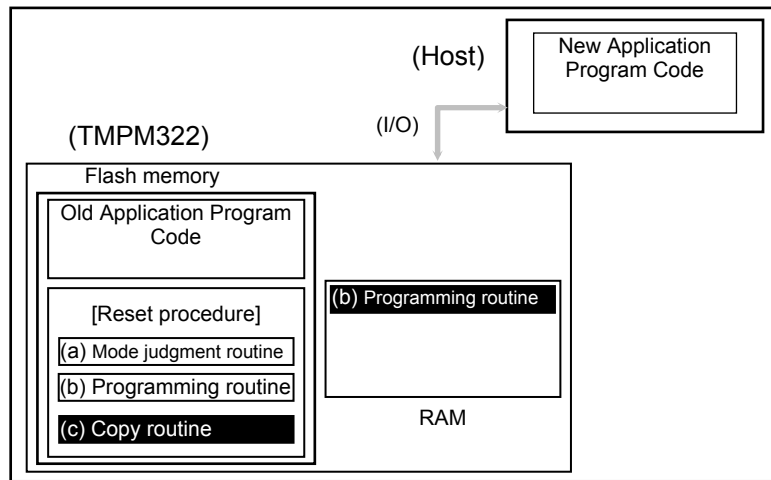 (Host)
New Application
Program Code
(I/O)
(TMPM322)
Flash memory
Old Application Program
Code
[Reset procedure]
(a) Mode judgment routine
(b) Programming routine
(c) Copy routine
(b) Programming routine
RAM